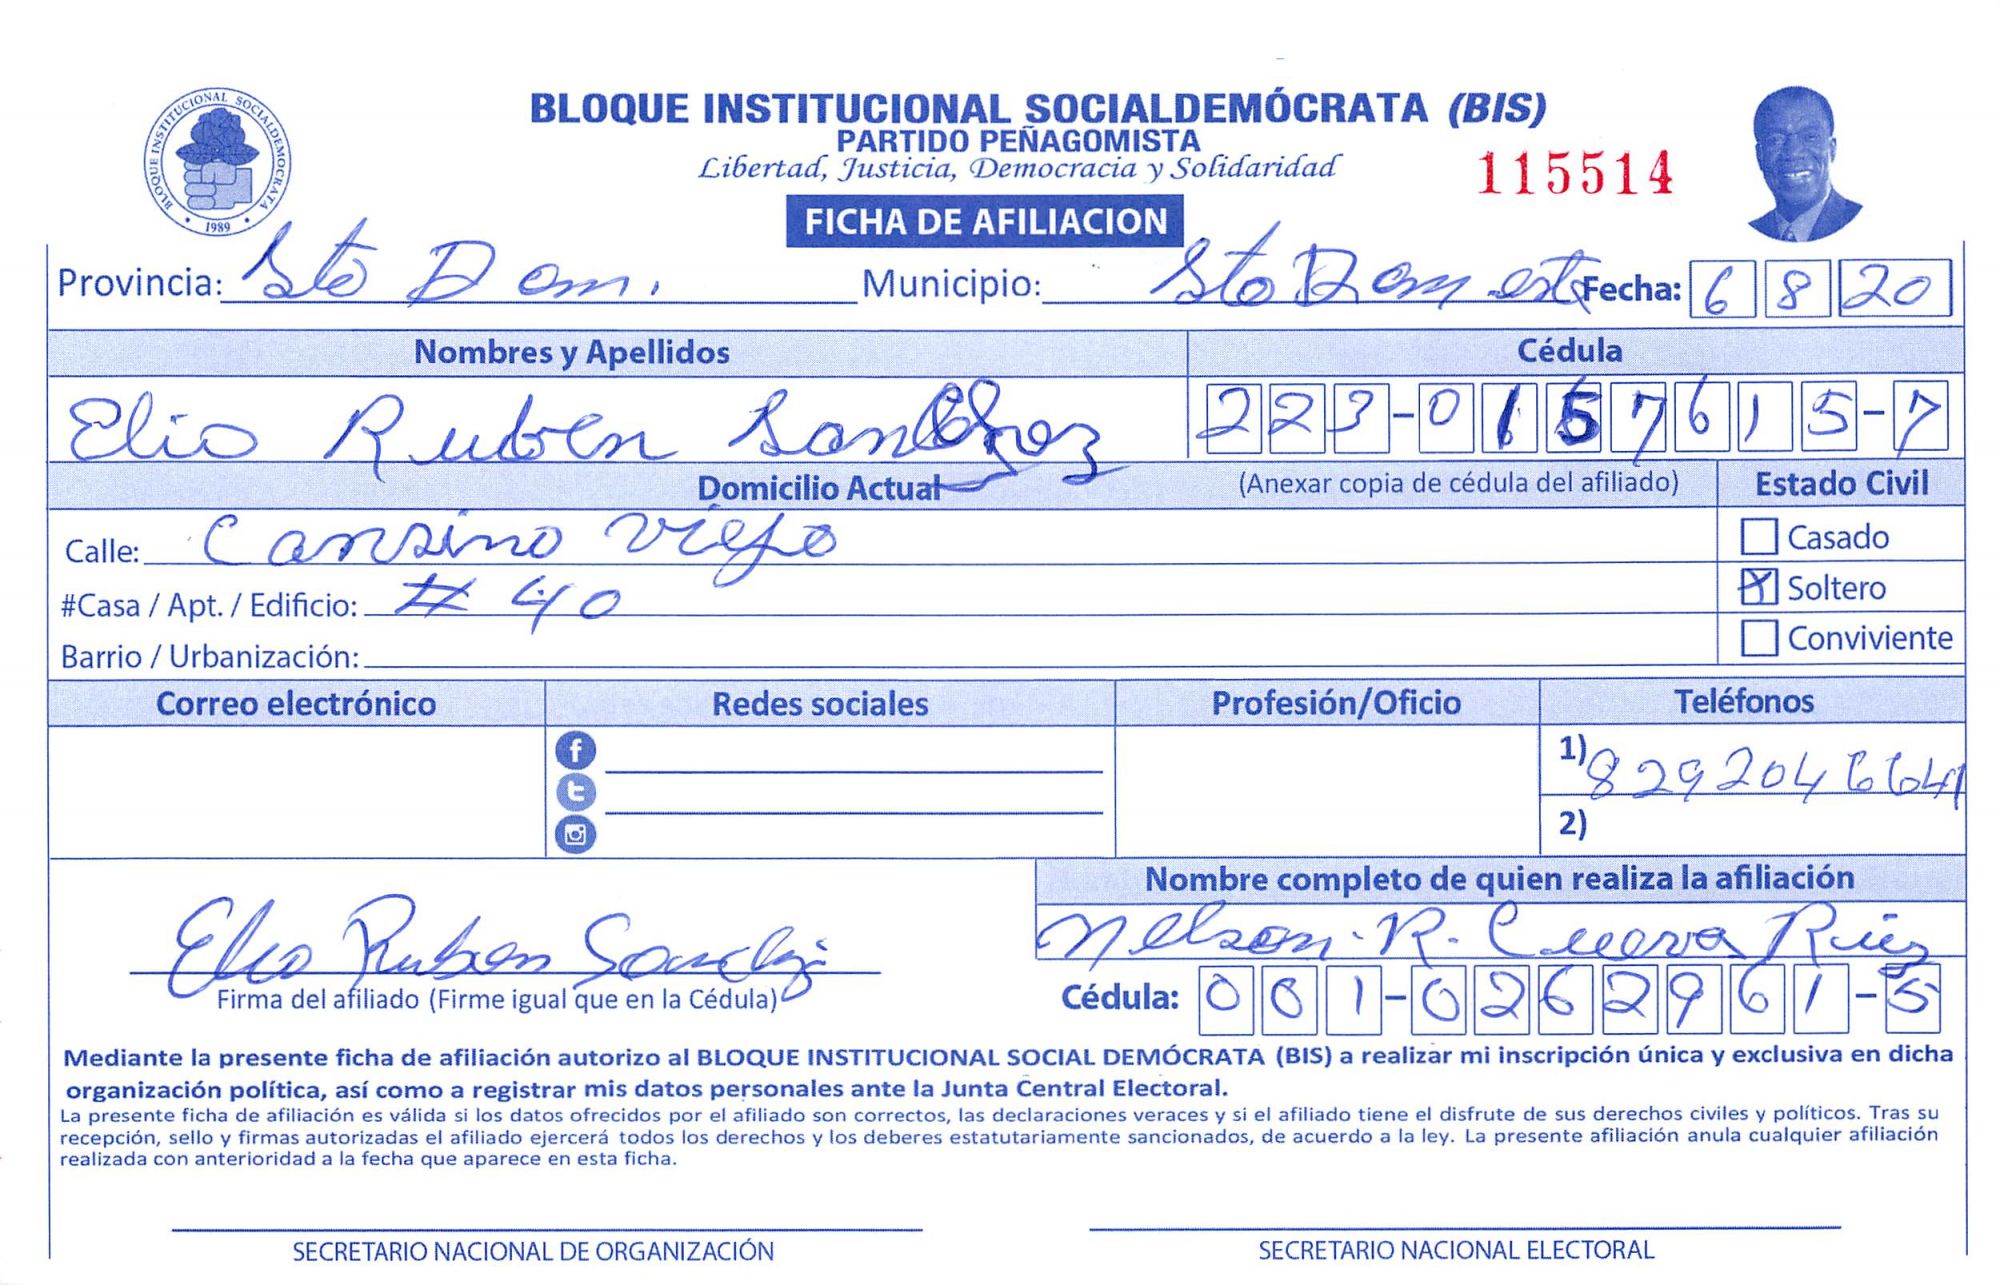 BLOQUE INSTITUCIONAL SOCIALDEMOCRATA
1989
BLOQUE INSTITUCIONAL SOCIALDEMÓCRATA (BIS)
PARTIDO PEÑAGOMISTA
Libertad, Justicia, Democracia y Solidaridad
115514
FICHA DE AFILIACION
Provincia: Sto Dom. Municipio: Sto Dom este Fecha: 6 8 20
Nombres y Apellidos Cédula
Elio Ruben Sanchez 223-0157615-7
Domicilio Actual (Anexar copia de cédula del afiliado) Estado Civil
Calle: Cansino viejo Casado
#Casa / Apt. / Edificio: # 40 Soltero
Barrio / Urbanización: Conviviente
Correo electrónico Redes sociales Profesión/Oficio Teléfonos
1) 8292046641
2)
Nombre completo de quien realiza la afiliación
Elio Ruben Nelson. R. Cueva Ruiz
Firma del afiliado (Firme igual que en la Cédula) Cédula: 001-0262961-5
Mediante la presente ficha de afiliación autorizo al BLOQUE INSTITUCIONAL SOCIAL DEMÓCRATA (BIS) a realizar mi inscripción única y exclusiva en dicha
organización política, así como a registrar mis datos personales ante la Junta Central Electoral.
La presente ficha de afiliación es válida si los datos ofrecidos por el afiliado son correctos, las declaraciones veraces y si el afiliado tiene el disfrute de sus derechos civiles y políticos. Tras su
recepción, sello y firmas autorizadas el afiliado ejercerá todos los derechos y los deberes estatutariamente sancionados, de acuerdo a la ley. La presente afiliación anula cualquier afiliación
realizada con anterioridad a la fecha que aparece en esta ficha.
SECRETARIO NACIONAL DE ORGANIZACIÓN SECRETARIO NACIONAL ELECTORAL